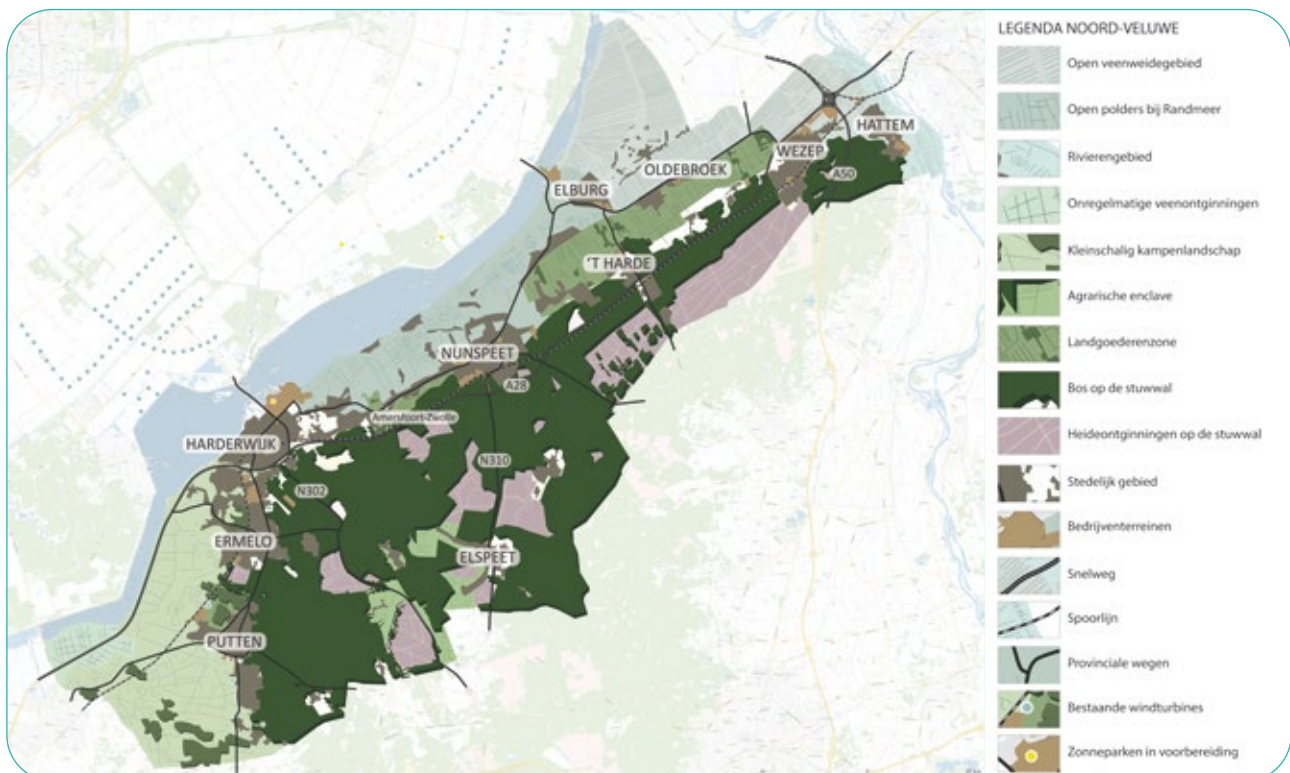 LEGENDA NOORD-VELUWE
Open veenweidegebied
Open polders bij Randmeer
Rivierengebied
Onregelmatige veenontginningen
Kleinschalig kampenlandschap
Agrarische enclave
Landgoederenzone
Bos op de stuwwal
Heideontginningen op de stuwwal
Stedelijk gebied
Bedrijventerreinen
Snelweg
Spoorlijn
Provinciale wegen
Bestaande windturbines
Zonneparken in voorbereiding
HATTEM
WEZEP
OLDEBROEK
A50
ELBURG
'T HARDE
NUNSPEET
A28
Amersfoort-Zwolle
HARDERWIJK
N310
N302
ERMELO
ELSPEET
PUTTEN